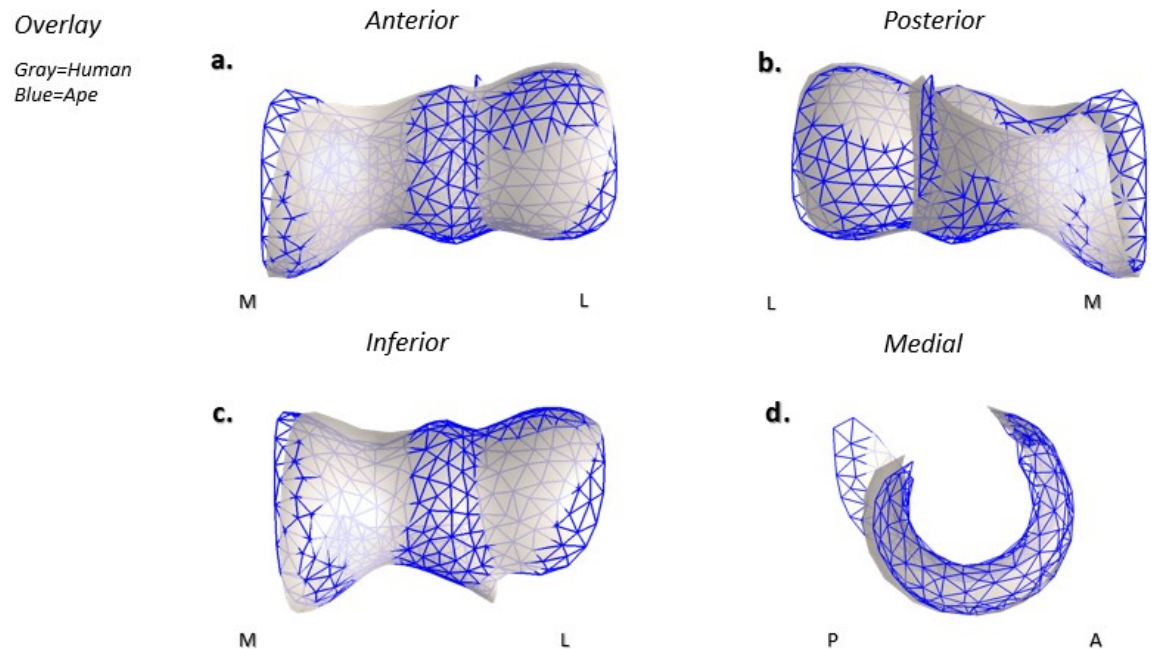 Overlay
Gray=Human
Blue=Ape
Anterior
Posterior
a.
b.
M
L
L
M
Inferior
Medial
c.
d.
M
L
P
A